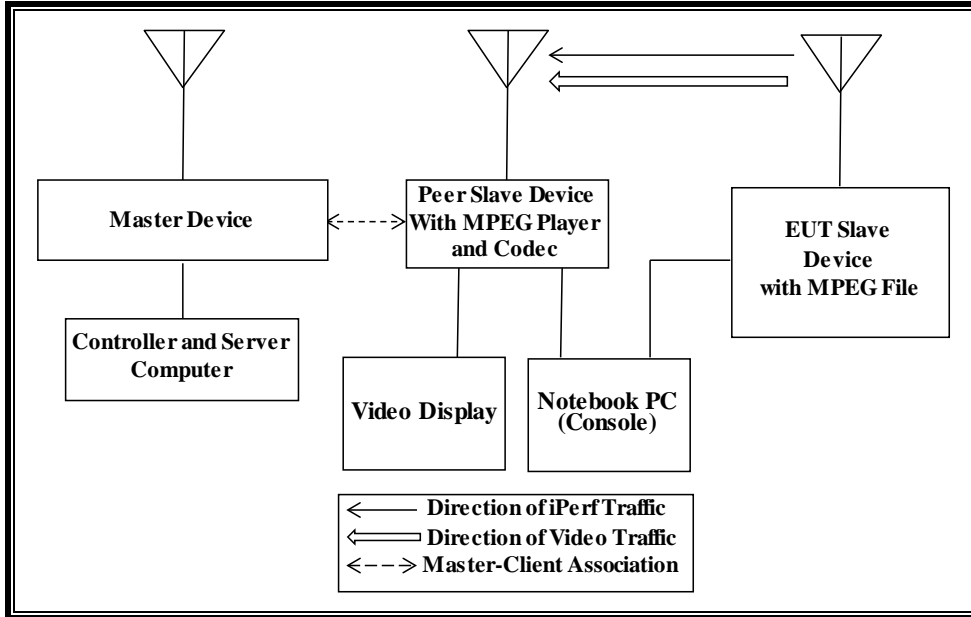 Master Device
Peer Slave Device
With MPEG Player
and Codec
EUT Slave
Device
with MPEG File
Controller and Server
Computer
Video Display
Notebook PC
(Console)
Direction of iPerf Traffic
Direction of Video Traffic
Master-Client Association